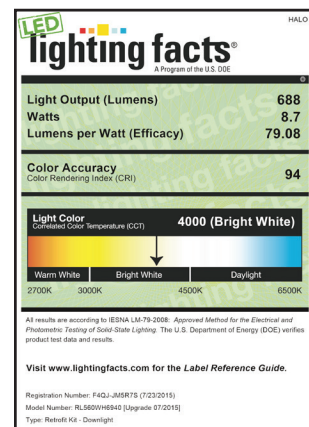 HALO
LED
lighting facts®
A Program of the U.S. DOE
Light Output (Lumens) 688
Watts 8.7
Lumens per Watt (Efficacy) 79.08
Color Accuracy
Color Rendering Index (CRI) 94
Light Color
Correlated Color Temperature (CCT) 4000 (Bright White)
Warm White Bright White Daylight
2700K 3000K 4500K 6500K
All results are according to IESNA LM-79-2008: Approved Method for the Electrical and
Photometric Testing of Solid-State Lighting. The U.S. Department of Energy (DOE) verifies
product test data and results.
Visit www.lightingfacts.com for the Label Reference Guide.
Registration Number: F4QJ-JM5R7S (7/23/2015)
Model Number: RL560WH6940 [Upgrade 07/2015]
Type: Retrofit Kit - Downlight